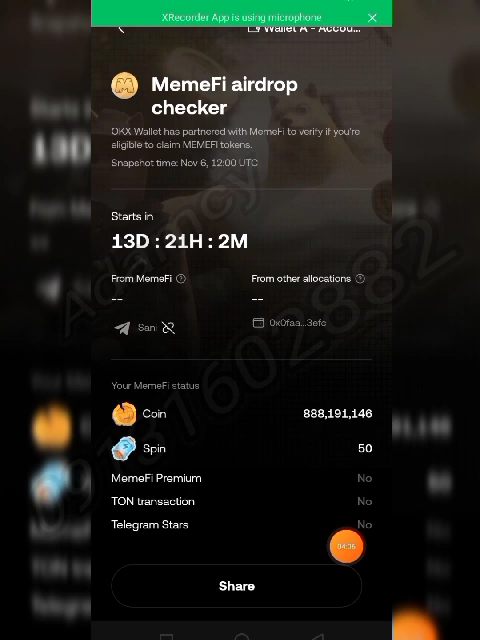 XRecorder App is using microphone
Wallet A - Accou...
MemeFi airdrop
checker
OKX Wallet has partnered with MemeFi to verify if you're
eligible to claim MEMEFI tokens.
Snapshot time: Nov 6, 12:00 UTC
Starts in
13D : 21H : 2M
From MemeFi
From other allocations
--
--
Sani
0x0faa...3efc
Your MemeFi status
Coin
888,191,146
Spin
50
MemeFi Premium
No
TON transaction
No
Telegram Stars
No
04:36
Share